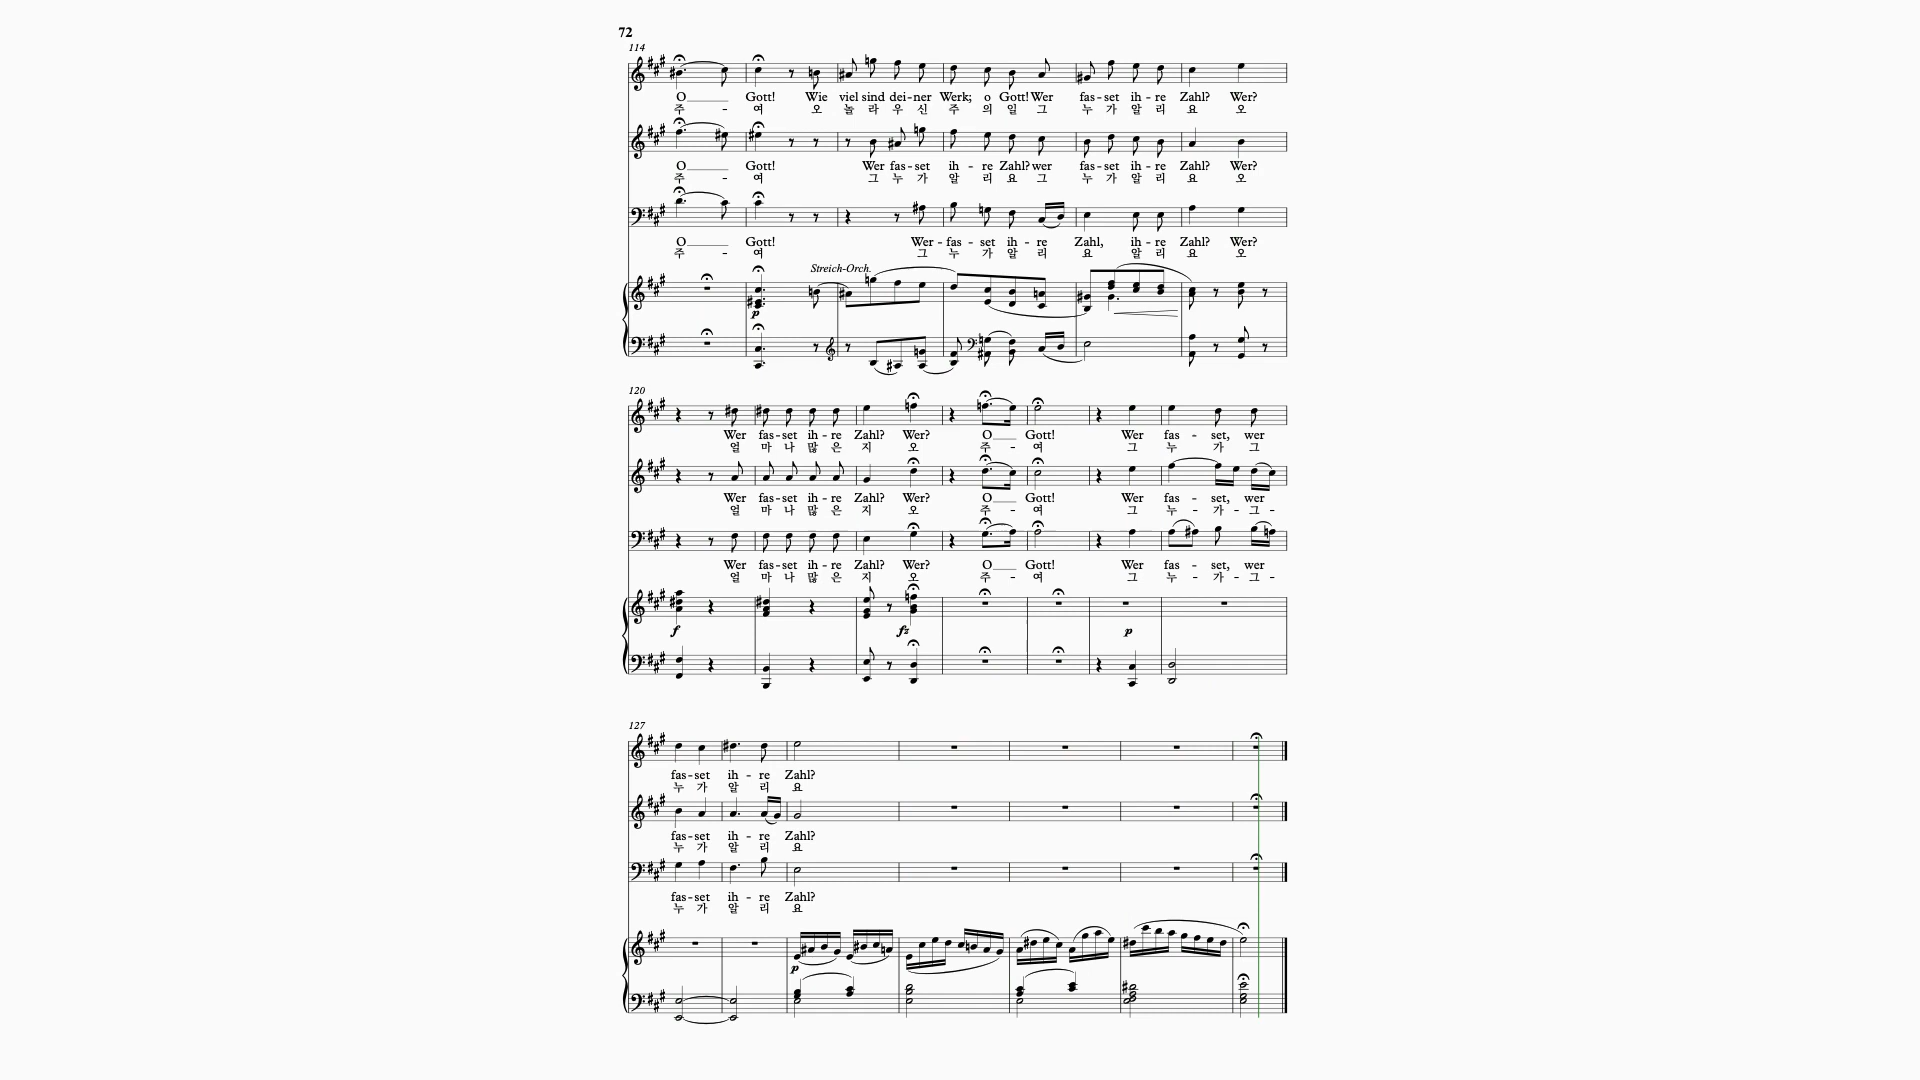 72
114
O Gott! Wie viel sind dei-ner Werk; o Gott! Wer fas-set ih-re Zahl? Wer?
주 - 여 오 놀 라 우 신 주 의 일 그 누 가 알 리 요 오
O Gott! Wer fas-set ih-re Zahl? wer fas-set ih-re Zahl? Wer?
주 - 여 그 누 가 알 리 요 그 누 가 알 리 요 오
O Gott! Wer-fas-set ih-re Zahl, ih-re Zahl? Wer?
주 - 여 그 누 가 알 리 요 알 리 요 오
Streich-Orch.
p
120
Wer fas-set ih-re Zahl? Wer? O Gott! Wer fas-set, wer
얼 마 나 많 은 지 오 주 - 여 그 누 가 그
Wer fas-set ih-re Zahl? Wer? O Gott! Wer fas-set, wer
얼 마 나 많 은 지 오 주 - 여 그 누 - 가 - 그 -
Wer fas-set ih-re Zahl? Wer? O Gott! Wer fas-set, wer
얼 마 나 많 은 지 오 주 - 여 그 누 - 가 - 그 -
f fz p
127
fas-set ih-re Zahl?
누 가 알 리 요
fas-set ih-re Zahl?
누 가 알 리 요
fas-set ih-re Zahl?
누 가 알 리 요
p